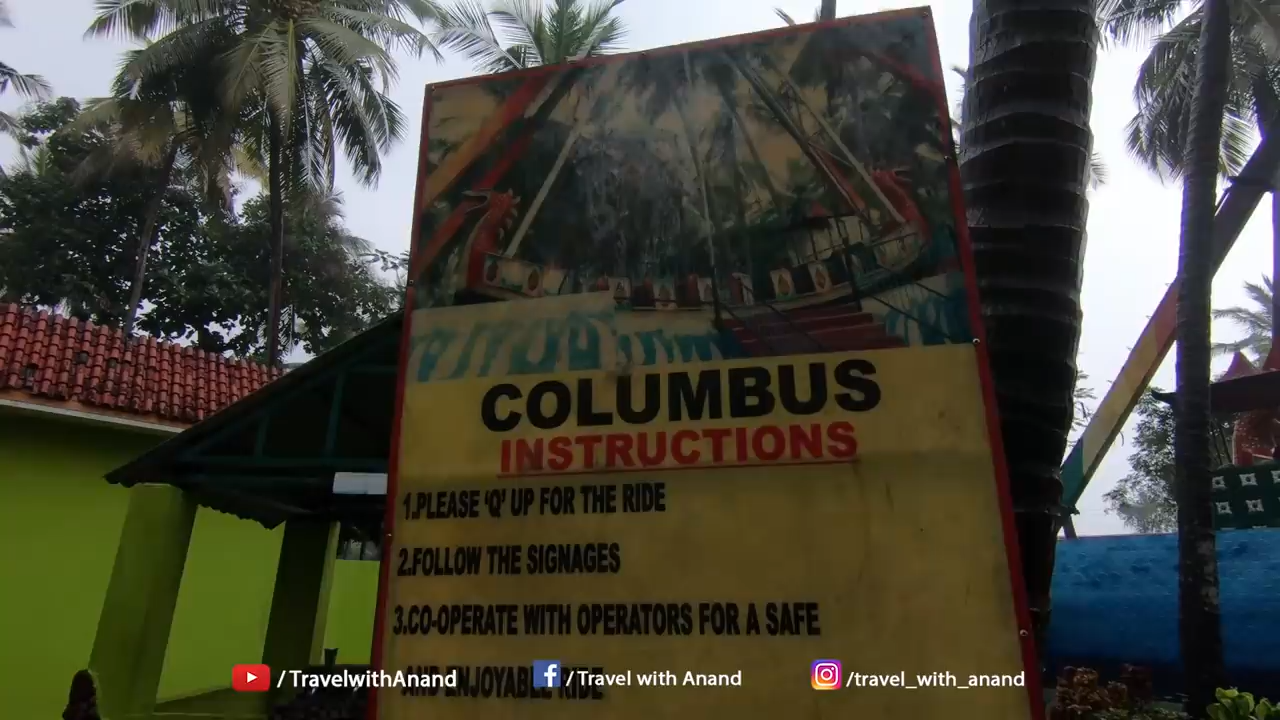 COLUMBUS
INSTRUCTIONS
1.PLEASE 'Q' UP FOR THE RIDE
2.FOLLOW THE SIGNAGES
3.CO-OPERATE WITH OPERATORS FOR A SAFE
AND ENJOYABLE RIDE
/TravelwithAnand
/Travel with Anand
/travel_with_anand